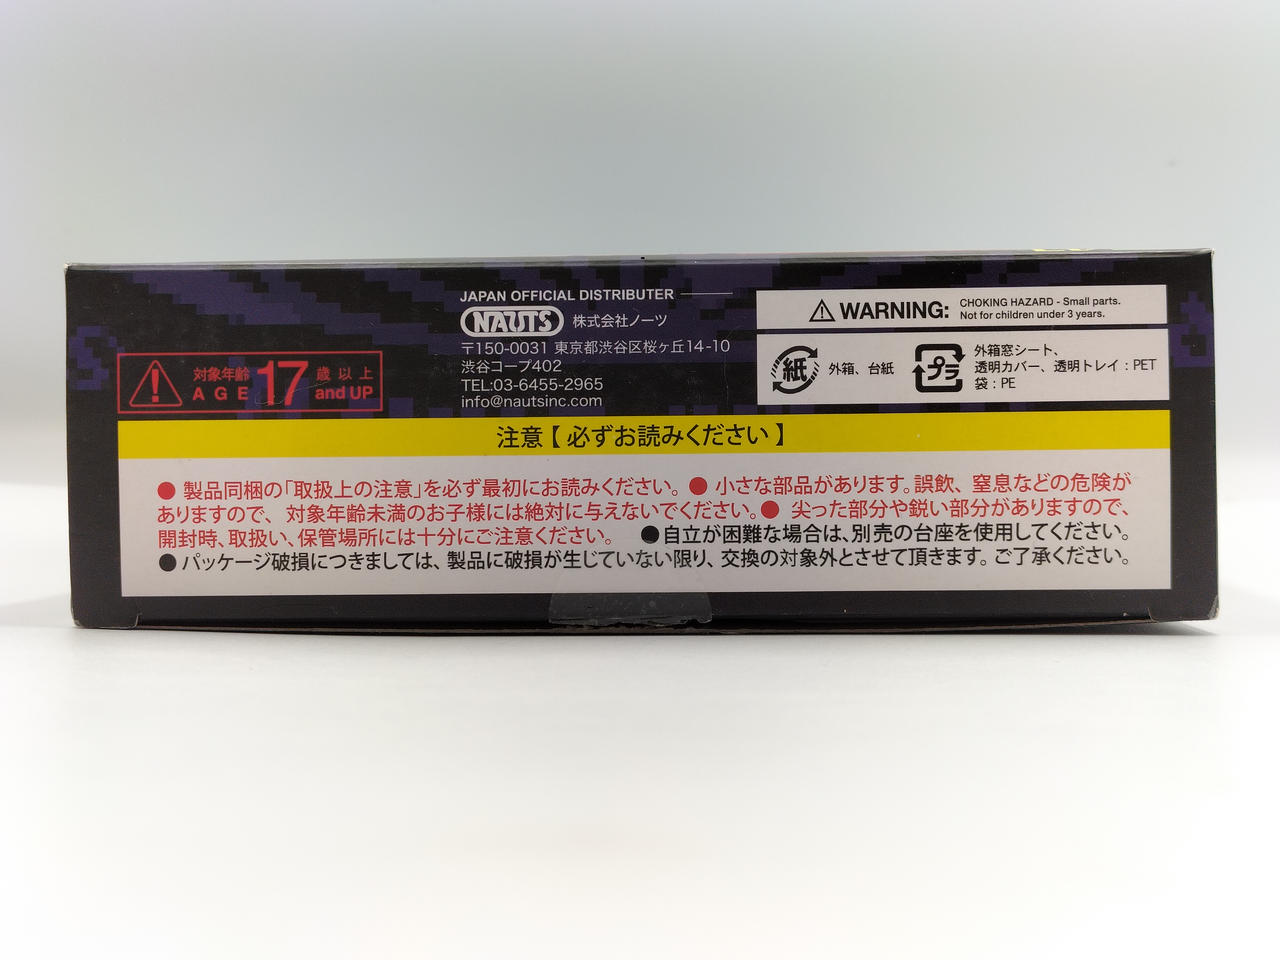 JAPAN OFFICIAL DISTRIBUTER
NAUTS 株式会社ノーツ
〒150-0031 東京都渋谷区桜ヶ丘14-10
渋谷コープ402
TEL:03-6455-2965
info@nautsinc.com
対象年齢 17 歳以上
AGE and UP
WARNING: CHOKING HAZARD - Small parts.
Not for children under 3 years.
紙 外箱、台紙
プラ 外箱窓シート、
透明カバー、透明トレイ：PET
袋：PE
注意【必ずお読みください】
●製品同梱の「取扱上の注意」を必ず最初にお読みください。●小さな部品があります。誤飲、窒息などの危険が
ありますので、対象年齢未満のお子様には絶対に与えないでください。●尖った部分や鋭い部分がありますので、
開封時、取扱い、保管場所には十分にご注意ください。 ●自立が困難な場合は、別売の台座を使用してください。
●パッケージ破損につきましては、製品に破損が生じていない限り、交換の対象外とさせて頂きます。ご了承ください。